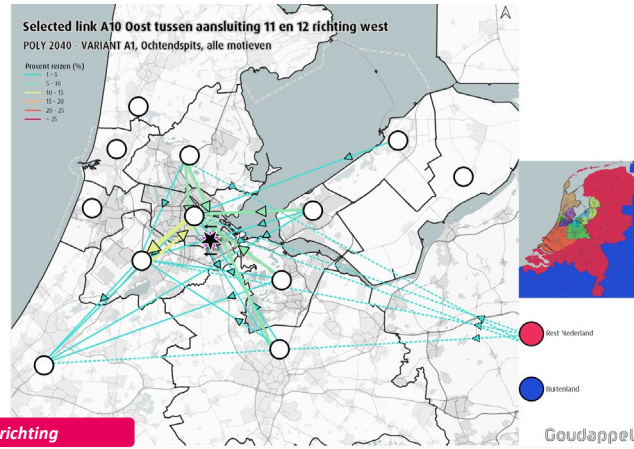 Selected link A10 Oost tussen aansluiting 11 en 12 richting west
POLY 2040 - VARIANT A1, Ochtendspits, alle motieven
Procent reizen (%)
1 - 5
5 - 10
10 - 15
15 - 20
20 - 25
> 25
Rest Nederland
Buitenland
richting
Goudappel